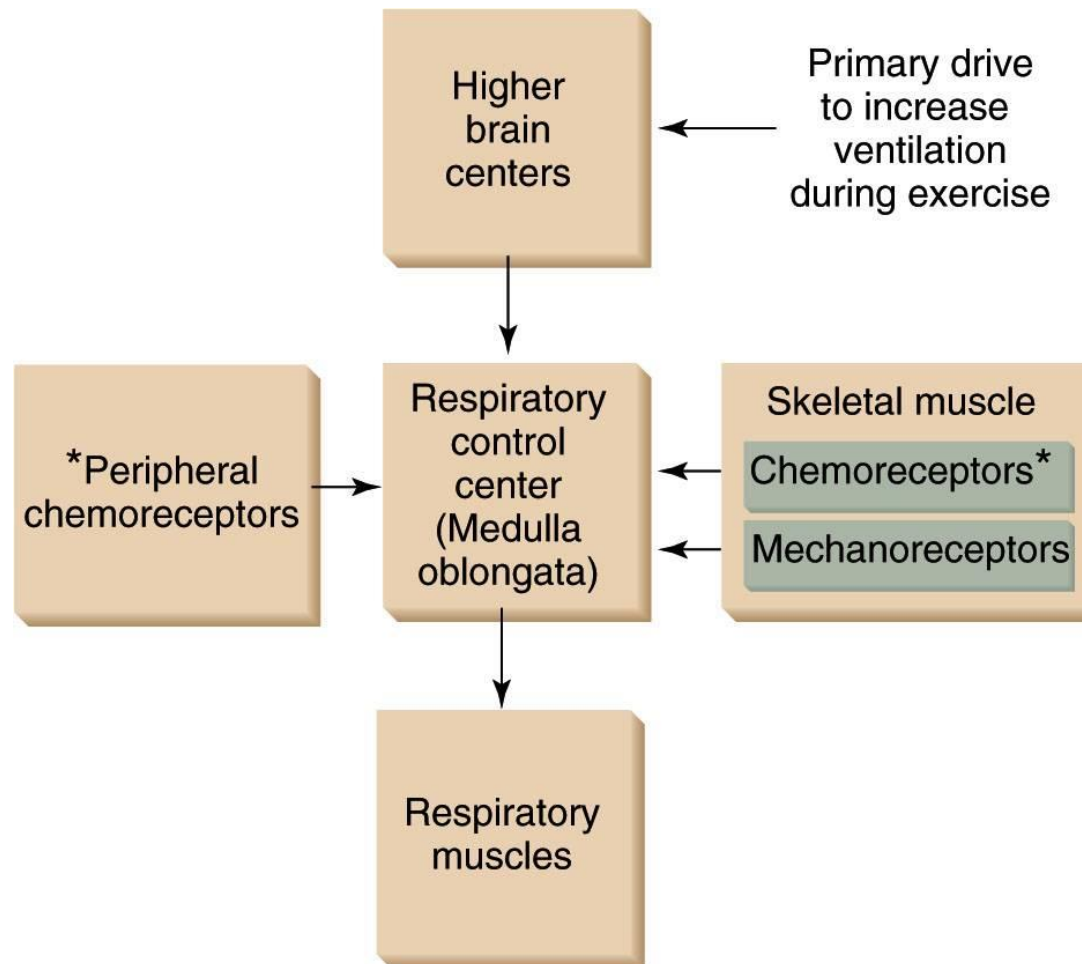 Higher
brain
centers
Primary drive
to increase
ventilation
during exercise
*Peripheral
chemoreceptors
Respiratory
control
center
(Medulla
oblongata)
Skeletal muscle
Chemoreceptors*
Mechanoreceptors
Respiratory
muscles